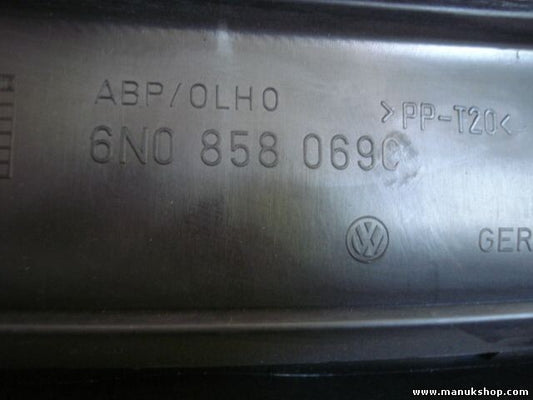 ABP/OLHO
>PP-T20<
6N0 858 069C
VW
GER
www.manukshop.com